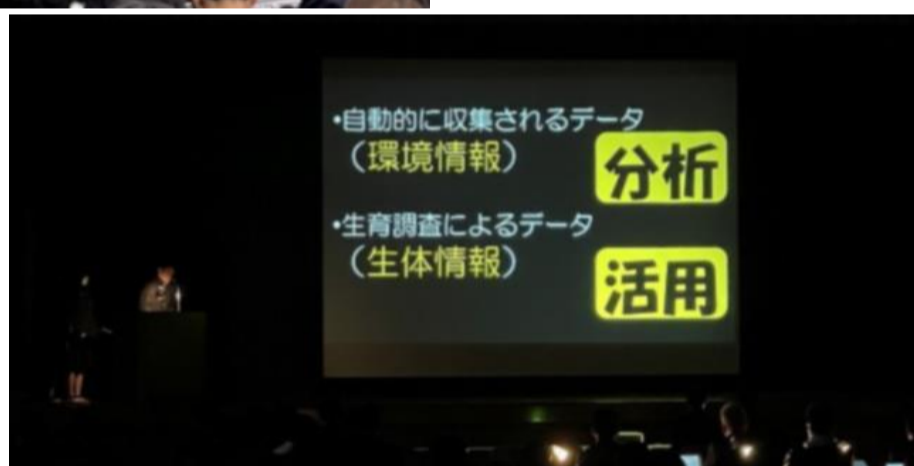 ・自動的に収集されるデータ
（環境情報）
分析
・生育調査によるデータ
（生体情報）
活用